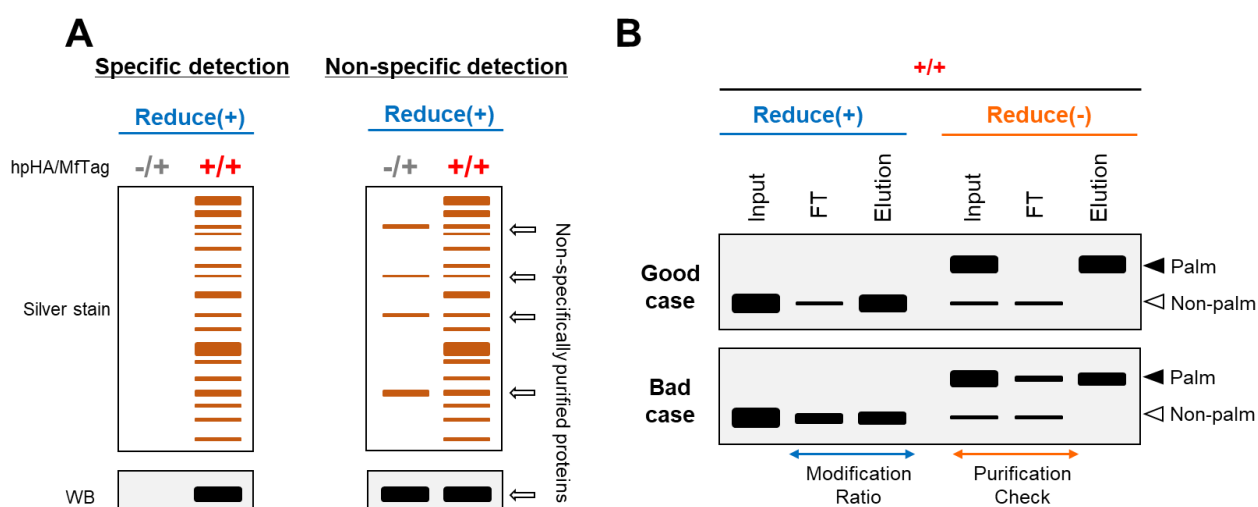 A
Specific detection
Non-specific detection
Reduce(+)
Reduce(+)
hpHA/MfTag
-/+
+/+
-/+
+/+
Silver stain
WB
Non-specifically purified proteins
B
+/+
Reduce(+)
Reduce(-)
Input
FT
Elution
Input
FT
Elution
Good
case
Palm
Non-palm
Bad
case
Palm
Non-palm
Modification
Ratio
Purification
Check